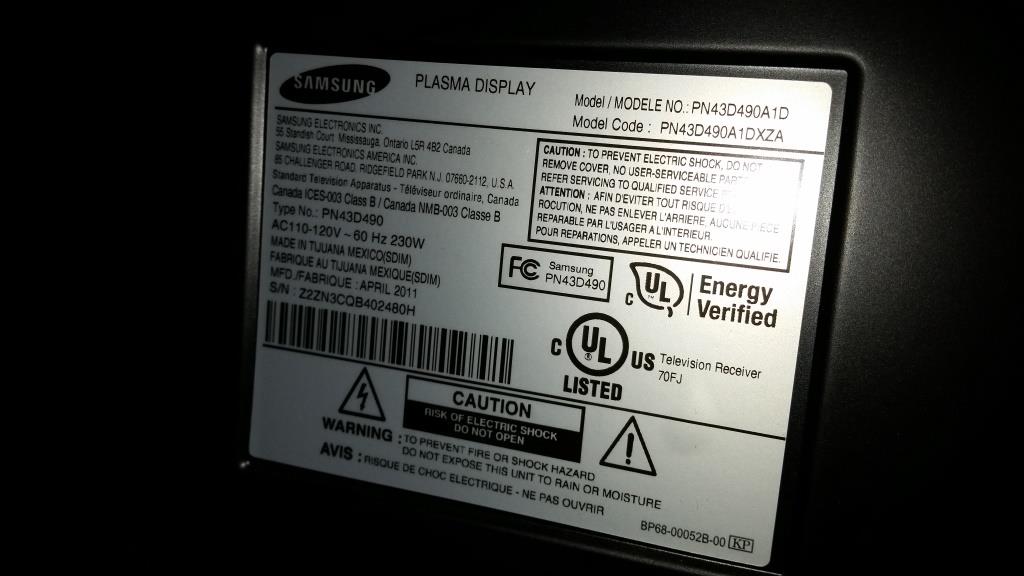 SAMSUNG
PLASMA DISPLAY
Model / MODELE NO.: PN43D490A1D
Model Code : PN43D490A1DXZA
SAMSUNG ELECTRONICS INC.
55 Standish Court Mississauga, Ontario L5R 4B2 Canada
SAMSUNG ELECTRONICS AMERICA INC.
85 CHALLENGER ROAD, RIDGEFIELD PARK N.J. 07660-2112, U.S.A.
Standard Television Apparatus - Téléviseur ordinaire, Canada
Canada ICES-003 Class B / Canada NMB-003 Classe B
Type No.: PN43D490
AC110-120V ~ 60 Hz 230W
MADE IN TIJUANA MEXICO(SDIM)
FABRIQUE AU TIJUANA MEXIQUE(SDIM)
MFD./FABRIQUE : APRIL 2011
S/N : Z2ZN3CQB402480H
CAUTION : TO PREVENT ELECTRIC SHOCK, DO NOT
REMOVE COVER, NO USER-SERVICEABLE
REFER SERVICING TO QUALIFIED SERVICE
ATTENTION : AFIN D'EVITER TOUT RISQUE
ROCUTION, NE PAS ENLEVER L'ARRIERE, AUCUNE PIECE
REPARABLE PAR L'USAGER A L'INTERIEUR.
POUR REPARATIONS, APPELER UN TECHNICIEN QUALIFIE.
FC Samsung
PN43D490
C UL ™ Energy
Verified
C UL ® US Television Receiver
70FJ
LISTED
CAUTION
RISK OF ELECTRIC SHOCK
DO NOT OPEN
WARNING : TO PREVENT FIRE OR SHOCK HAZARD
DO NOT EXPOSE THIS UNIT TO RAIN OR MOISTURE
AVIS : RISQUE DE CHOC ELECTRIQUE - NE PAS OUVRIR
BP68-00052B-00 KP